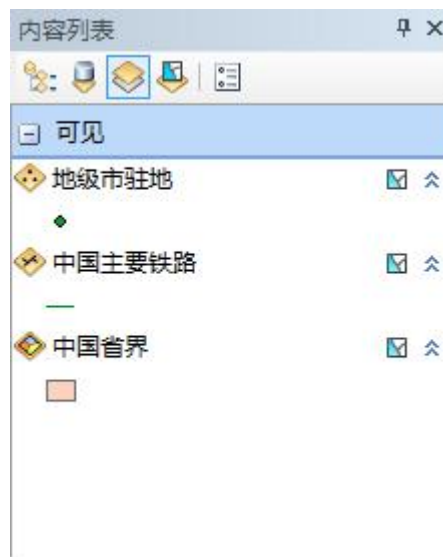 内容列表
可见
地级市驻地
中国主要铁路
中国省界